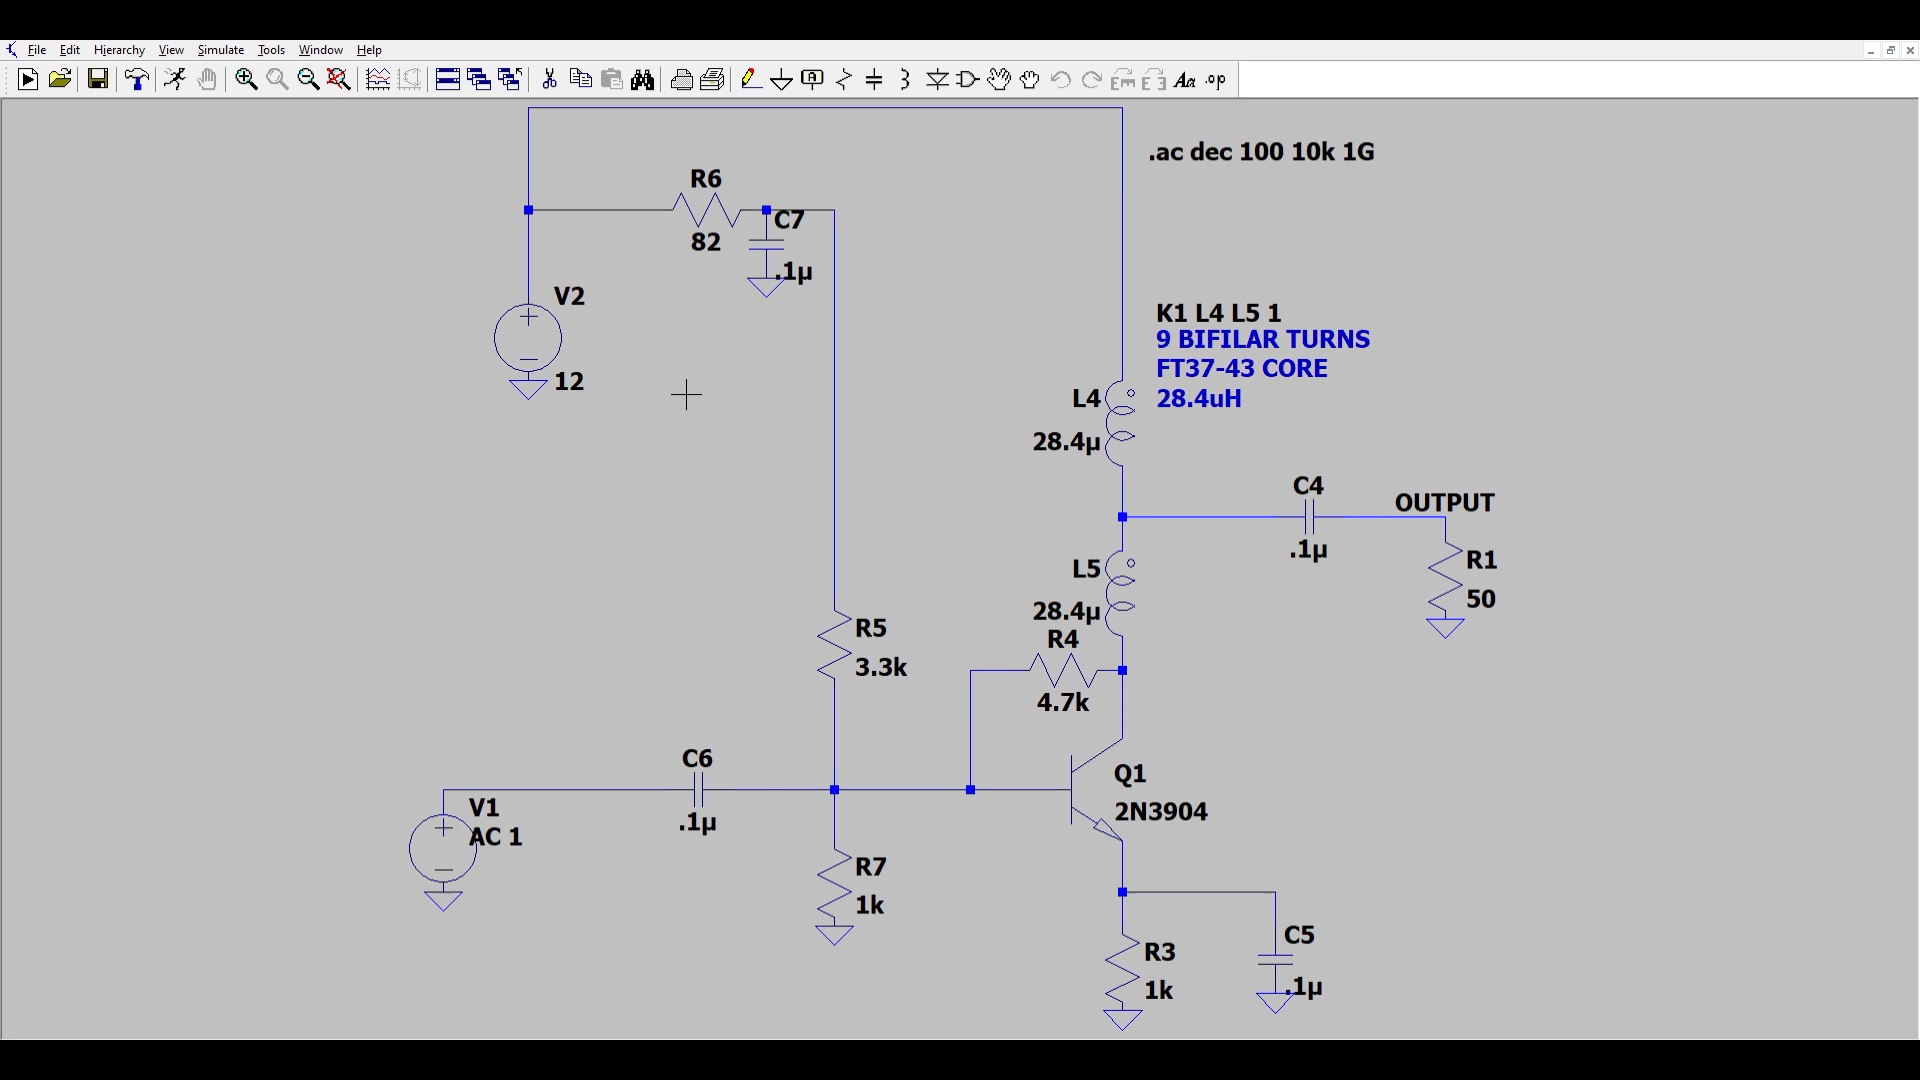 File Edit Hierarchy View Simulate Tools Window Help
Aa .op
.ac dec 100 10k 1G
R6
82
C7
.1µ
V2
12
K1 L4 L5 1
9 BIFILAR TURNS
FT37-43 CORE
28.4uH
L4
28.4µ
C4
.1µ
OUTPUT
R1
50
L5
28.4µ
R4
4.7k
R5
3.3k
C6
.1µ
V1
AC 1
Q1
2N3904
R7
1k
R3
1k
C5
.1µ